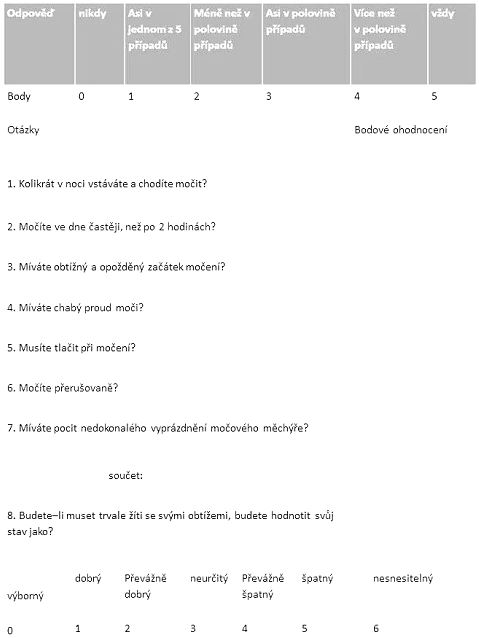 Odpověď nikdy Asi v jednom z 5 případů Méně než v polovině případů Asi v polovině případů Více než v polovině případů vždy
Body 0 1 2 3 4 5
Otázky Bodové ohodnocení
1. Kolikrát v noci vstáváte a chodíte močit?
2. Močíte ve dne častěji, než po 2 hodinách?
3. Míváte obtížný a opožděný začátek močení?
4. Míváte chabý proud moči?
5. Musíte tlačit při močení?
6. Močíte přerušovaně?
7. Míváte pocit nedokonalého vyprázdnění močového měchýře?
součet:
8. Budete–li muset trvale žíti se svými obtížemi, budete hodnotit svůj
stav jako?
výborný dobrý Převážně dobrý neurčitý Převážně špatný špatný nesnesitelný
0 1 2 3 4 5 6